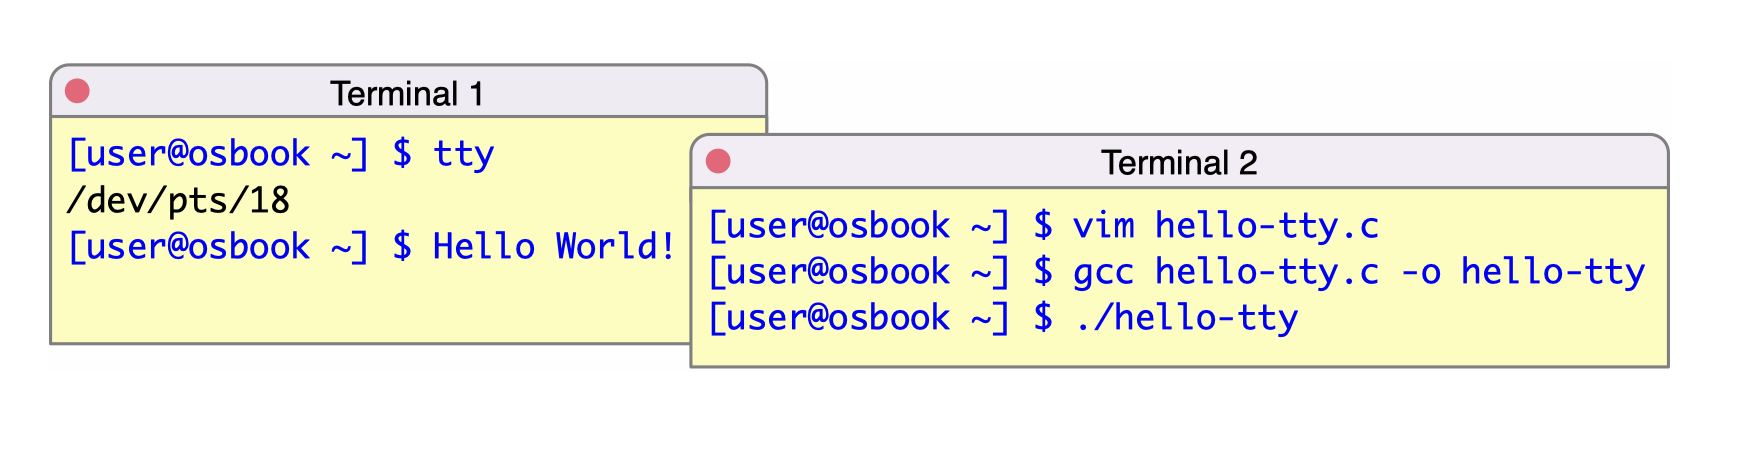 Terminal 1
[user@osbook ~] $ tty
/dev/pts/18
[user@osbook ~] $ Hello World!
Terminal 2
[user@osbook ~] $ vim hello-tty.c
[user@osbook ~] $ gcc hello-tty.c -o hello-tty
[user@osbook ~] $ ./hello-tty